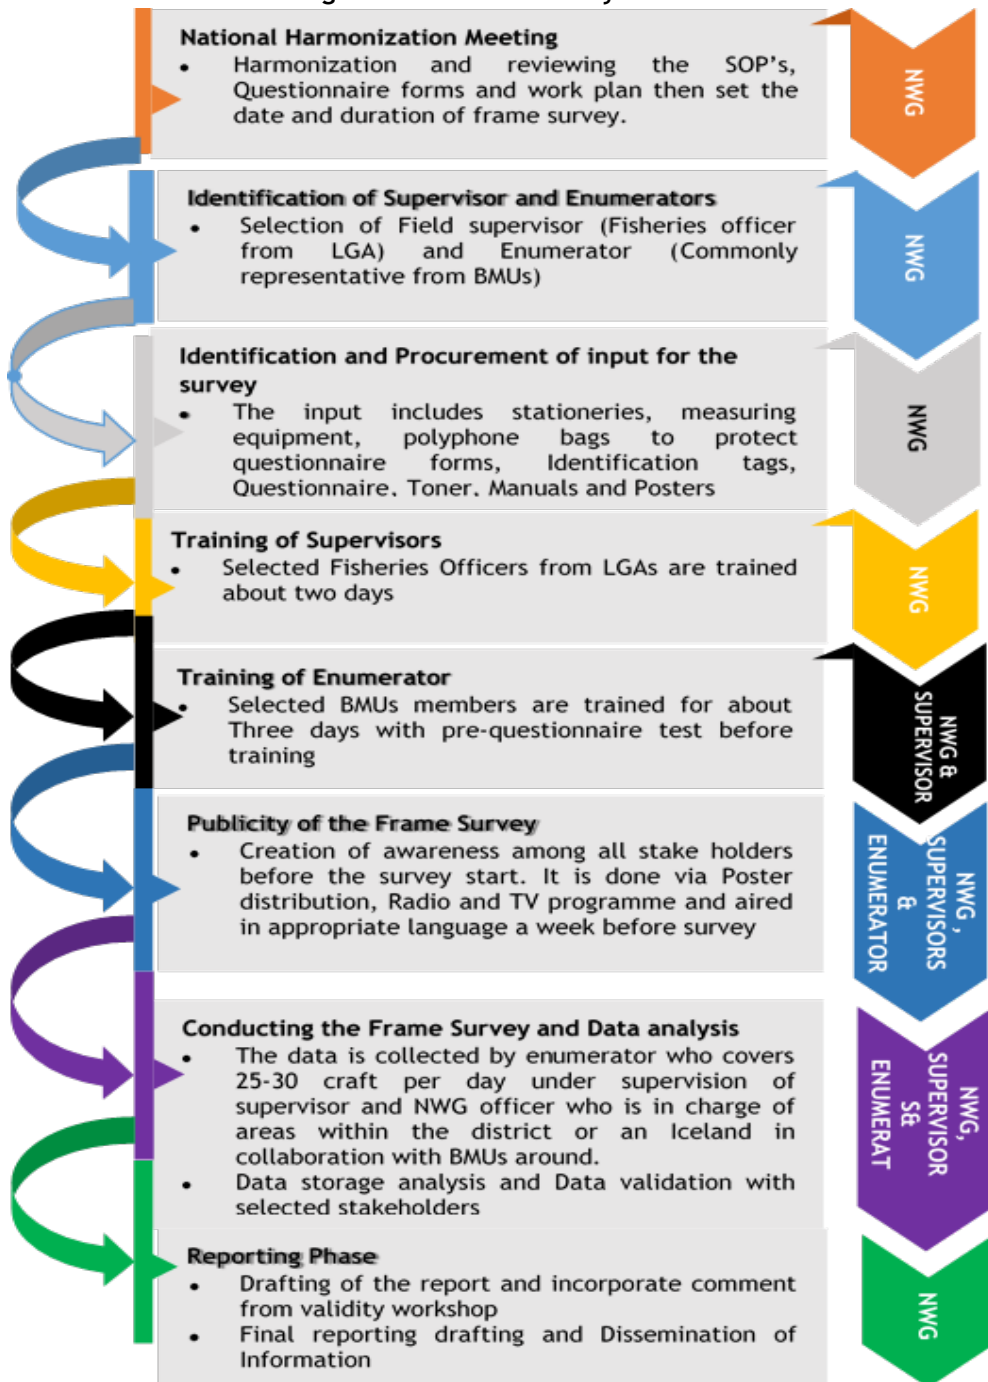 National Harmonization Meeting
• Harmonization and reviewing the SOP's,
Questionnaire forms and work plan then set the
date and duration of frame survey.
NWG
Identification of Supervisor and Enumerators
• Selection of Field supervisor (Fisheries officer
from LGA) and Enumerator (Commonly
representative from BMUs)
NWG
Identification and Procurement of input for the
survey
• The input includes stationeries, measuring
equipment, polyphone bags to protect
questionnaire forms, Identification tags,
Questionnaire, Toner, Manuals and Posters
NWG
Training of Supervisors
• Selected Fisheries Officers from LGAs are trained
about two days
NWG
Training of Enumerator
• Selected BMUs members are trained for about
Three days with pre-questionnaire test before
training
NWG &
SUPERVISOR
Publicity of the Frame Survey
• Creation of awareness among all stake holders
before the survey start. It is done via Poster
distribution, Radio and TV programme and aired
in appropriate language a week before survey
NWG,
SUPERVISORS
&
ENUMERATOR
Conducting the Frame Survey and Data analysis
• The data is collected by enumerator who covers
25-30 craft per day under supervision of
supervisor and NWG officer who is in charge of
areas within the district or an Iceland in
collaboration with BMUs around.
• Data storage analysis and Data validation with
selected stakeholders
NWG,
SUPERVISOR
S&
ENUMERAT
Reporting Phase
• Drafting of the report and incorporate comment
from validity workshop
• Final reporting drafting and Dissemination of
Information
NWG